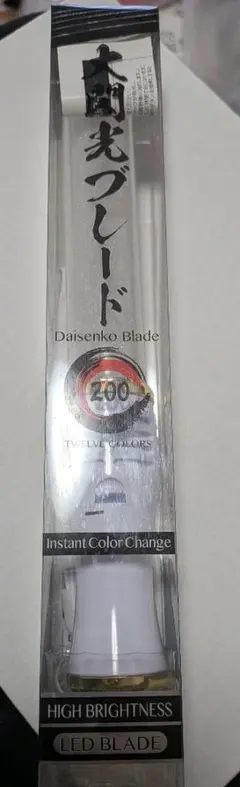 大閃光ブレード
Daisenko Blade
200
TWELVE COLORS
Instant Color Change
HIGH BRIGHTNESS
LED BLADE